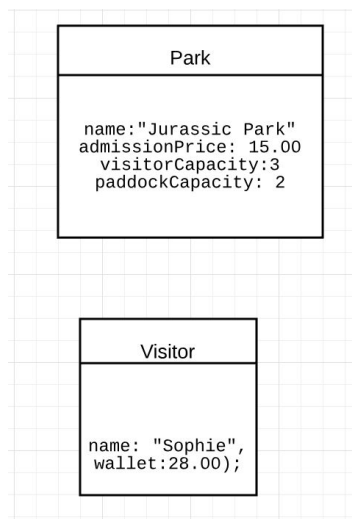 Park
name:"Jurassic Park"
admissionPrice: 15.00
visitorCapacity:3
paddockCapacity: 2
Visitor
name: "Sophie",
wallet:28.00);